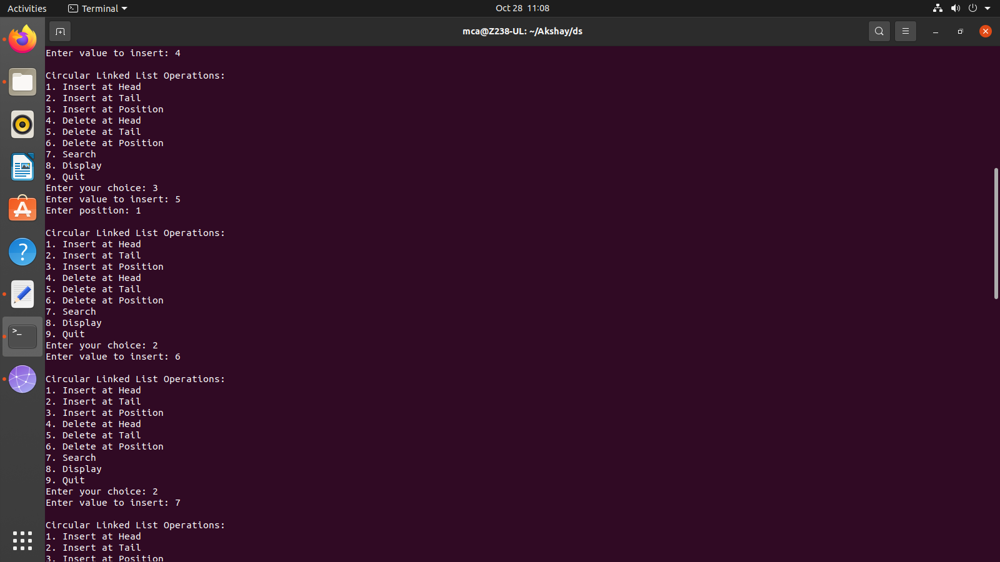 Activities
Terminal
Oct 28 11:08
mca@Z238-UL: ~/Akshay/ds
Enter value to insert: 4
Circular Linked List Operations:
1. Insert at Head
2. Insert at Tail
3. Insert at Position
4. Delete at Head
5. Delete at Tail
6. Delete at Position
7. Search
8. Display
9. Quit
Enter your choice: 3
Enter value to insert: 5
Enter position: 1
Circular Linked List Operations:
1. Insert at Head
2. Insert at Tail
3. Insert at Position
4. Delete at Head
5. Delete at Tail
6. Delete at Position
7. Search
8. Display
9. Quit
Enter your choice: 2
Enter value to insert: 6
Circular Linked List Operations:
1. Insert at Head
2. Insert at Tail
3. Insert at Position
4. Delete at Head
5. Delete at Tail
6. Delete at Position
7. Search
8. Display
9. Quit
Enter your choice: 2
Enter value to insert: 7
Circular Linked List Operations:
1. Insert at Head
2. Insert at Tail
3. Insert at Position